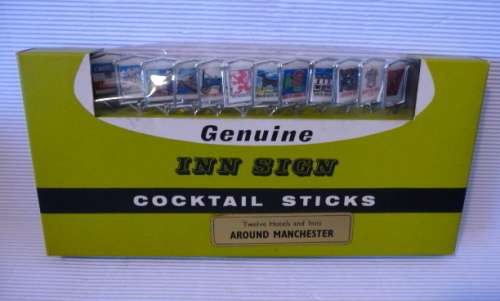 Genuine
INN SIGN
COCKTAIL STICKS
Twelve Hotels and Inns
AROUND MANCHESTER